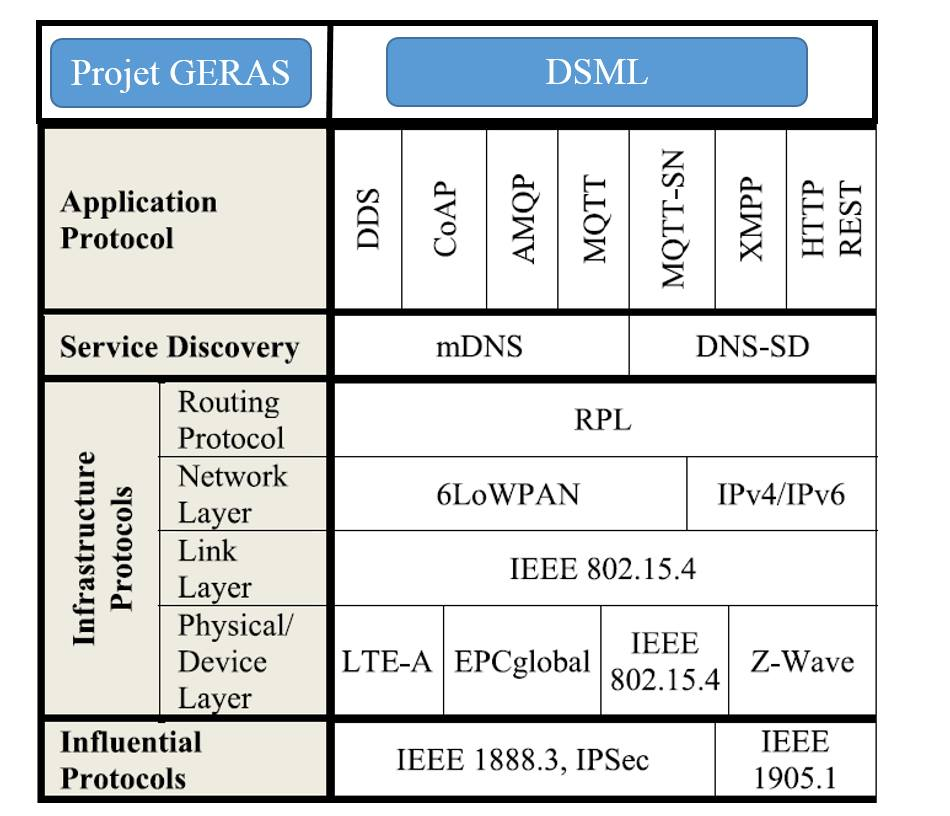 Projet GERAS
DSML
Application
Protocol
DDS
CoAP
AMQP
MQTT
MQTT-SN
XMPP
HTTP
REST
Service Discovery
mDNS
DNS-SD
Infrastructure
Protocols
Routing
Protocol
RPL
Network
Layer
6LoWPAN
IPv4/IPv6
Link
Layer
IEEE 802.15.4
Physical/
Device
Layer
LTE-A
EPCglobal
IEEE
802.15.4
Z-Wave
Influential
Protocols
IEEE 1888.3, IPSec
IEEE
1905.1